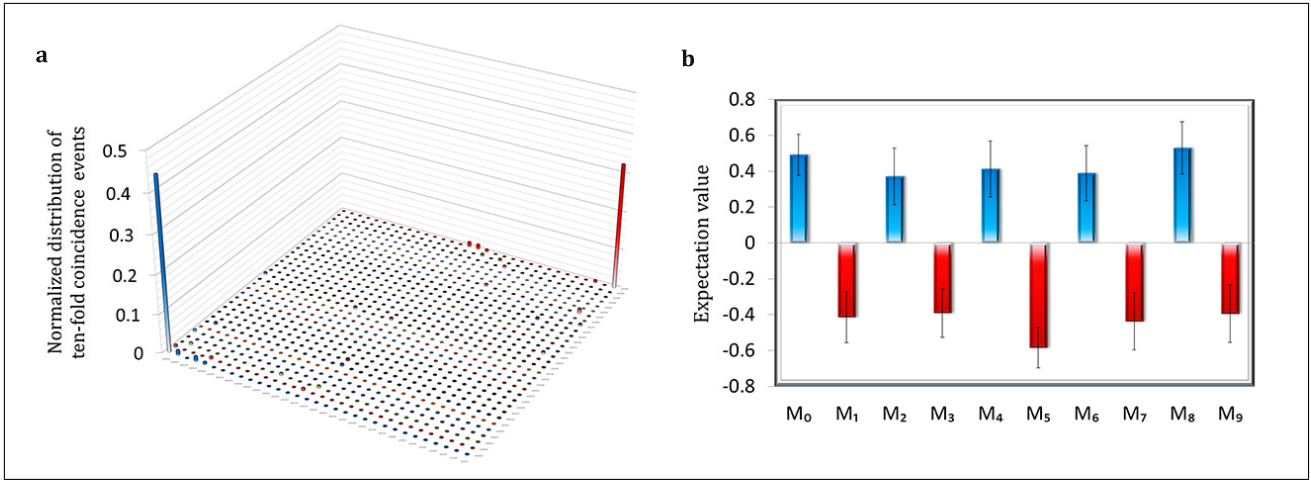 a
Normalized distribution of
ten-fold coincidence events
0.5
0.4
0.3
0.2
0.1
0
b
Expectation value
0.8
0.6
0.4
0.2
0
-0.2
-0.4
-0.6
-0.8
M₀ M₁ M₂ M₃ M₄ M₅ M₆ M₇ M₈ M₉